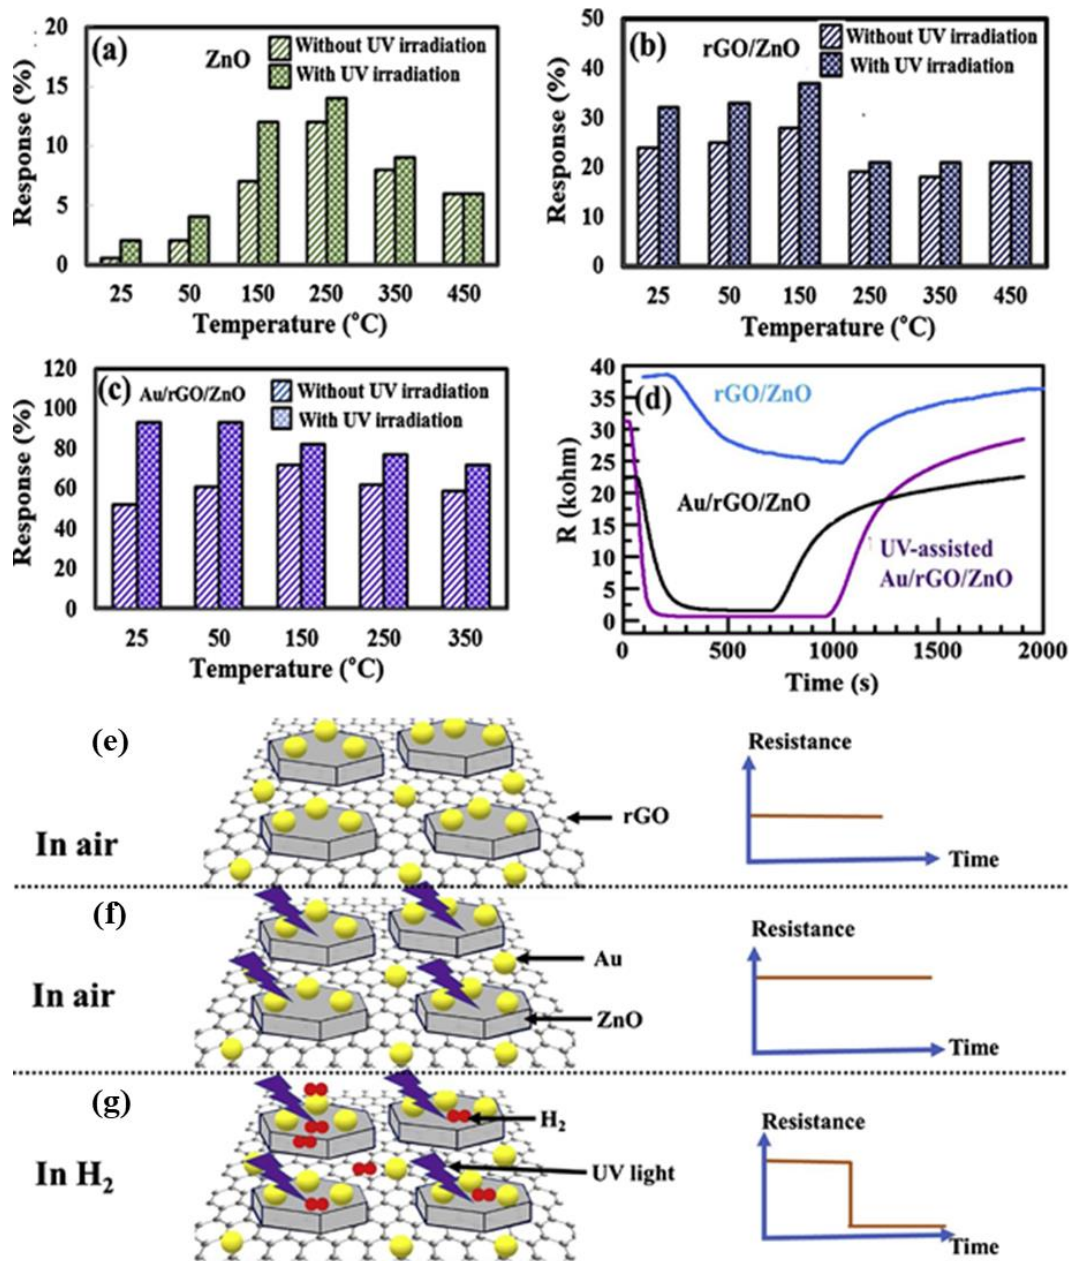 (a)
ZnO
Without UV irradiation
With UV irradiation
Response (%)
20
15
10
5
0
25 50 150 250 350 450
Temperature (°C)
(b)
rGO/ZnO
Without UV irradiation
With UV irradiation
Response (%)
50
40
30
20
10
0
25 50 150 250 350 450
Temperature (°C)
(c)
Au/rGO/ZnO
Without UV irradiation
With UV irradiation
Response (%)
120
100
80
60
40
20
0
25 50 150 250 350
Temperature (°C)
(d)
rGO/ZnO
Au/rGO/ZnO
UV-assisted
Au/rGO/ZnO
R (kohm)
40
35
30
25
20
15
10
5
0
0 500 1000 1500 2000
Time (s)
(e)
In air
rGO
Resistance
Time
(f)
In air
Au
ZnO
Resistance
Time
(g)
In H₂
H₂
UV light
Resistance
Time